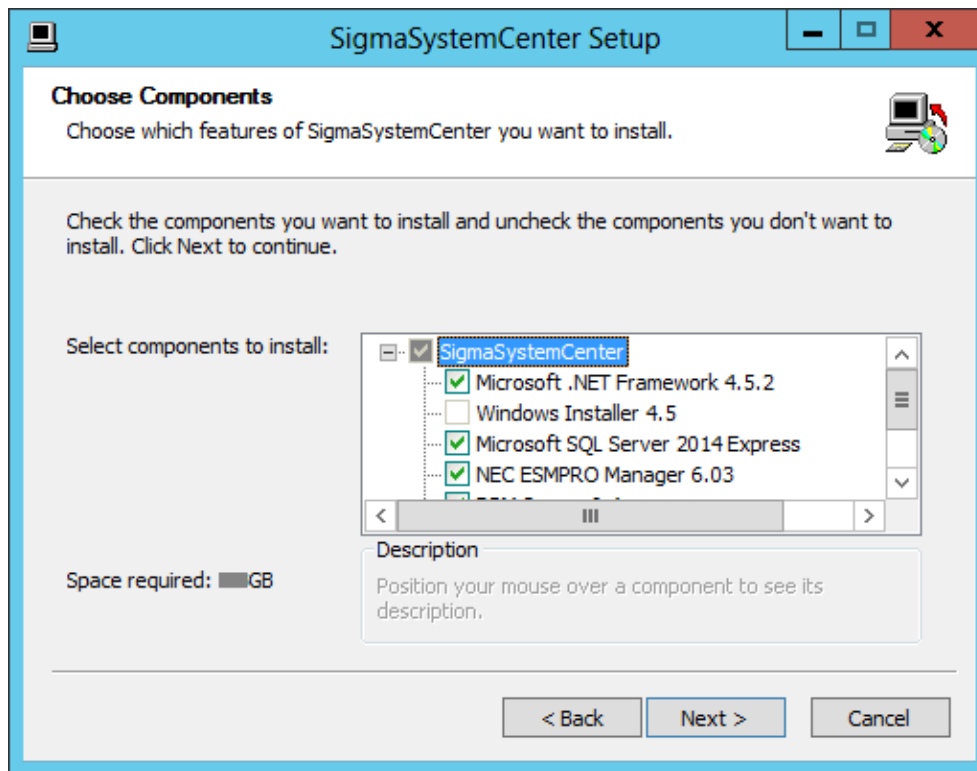 SigmaSystemCenter Setup
Choose Components
Choose which features of SigmaSystemCenter you want to install.
Check the components you want to install and uncheck the components you don't want to
install. Click Next to continue.
Select components to install:
SigmaSystemCenter
Microsoft .NET Framework 4.5.2
Windows Installer 4.5
Microsoft SQL Server 2014 Express
NEC ESMPRO Manager 6.03
Space required: GB
Description
Position your mouse over a component to see its
description.
< Back
Next >
Cancel